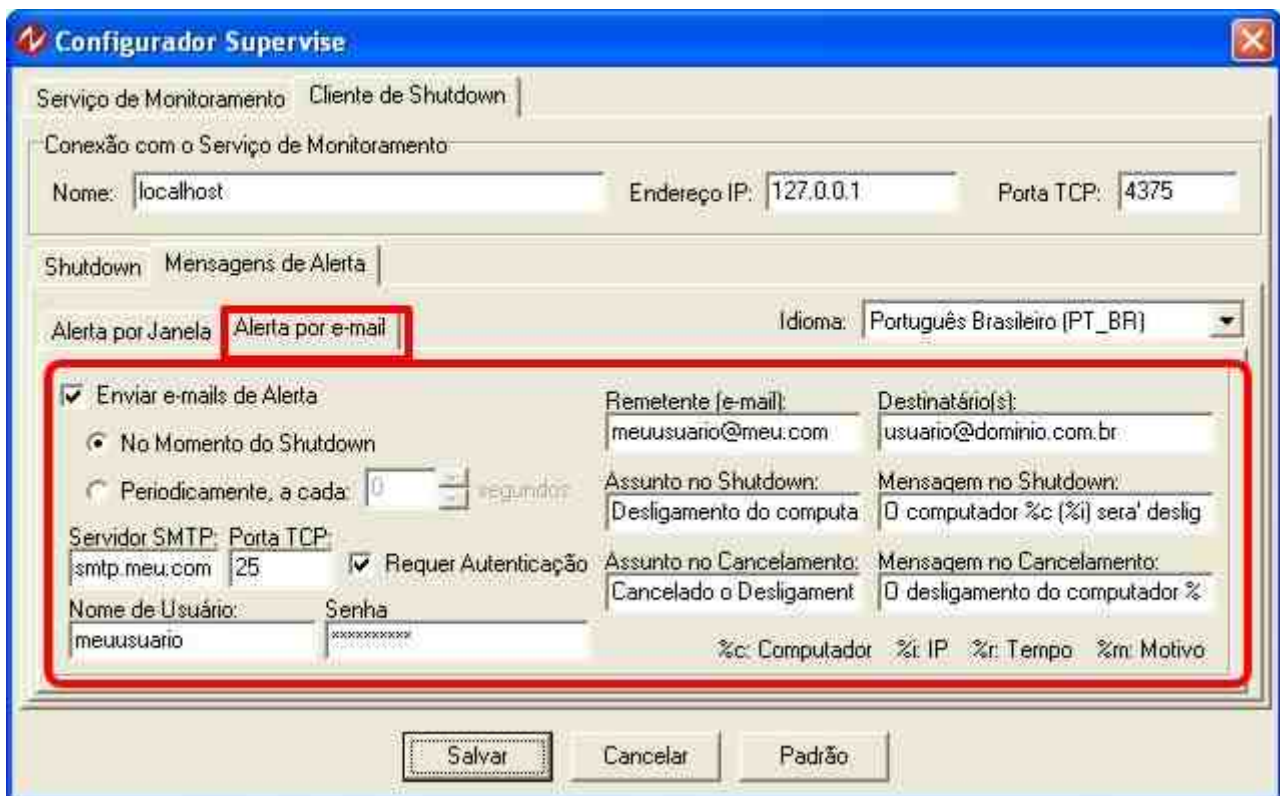 Configurador Supervise
Serviço de Monitoramento Cliente de Shutdown
Conexão com o Serviço de Monitoramento
Nome: localhost Endereço IP: 127.0.0.1 Porta TCP: 4375
Shutdown Mensagens de Alerta
Alerta por Janela Alerta por e-mail Idioma: Português Brasileiro (PT_BR)
Enviar e-mails de Alerta
No Momento do Shutdown
Periodicamente, a cada: 0 segundos
Servidor SMTP: Porta TCP:
smtp.meu.com 25 Requer Autenticação
Nome de Usuário: Senha
meuusuario **********
Remetente (e-mail): Destinatário(s):
meuusuario@meu.com usuario@dominio.com.br
Assunto no Shutdown: Mensagem no Shutdown:
Desligamento do computa O computador %c (%i) sera' deslig
Assunto no Cancelamento: Mensagem no Cancelamento:
Cancelado o Desligament O desligamento do computador %
%c: Computador %i: IP %r: Tempo %m: Motivo
Salvar Cancelar Padrão